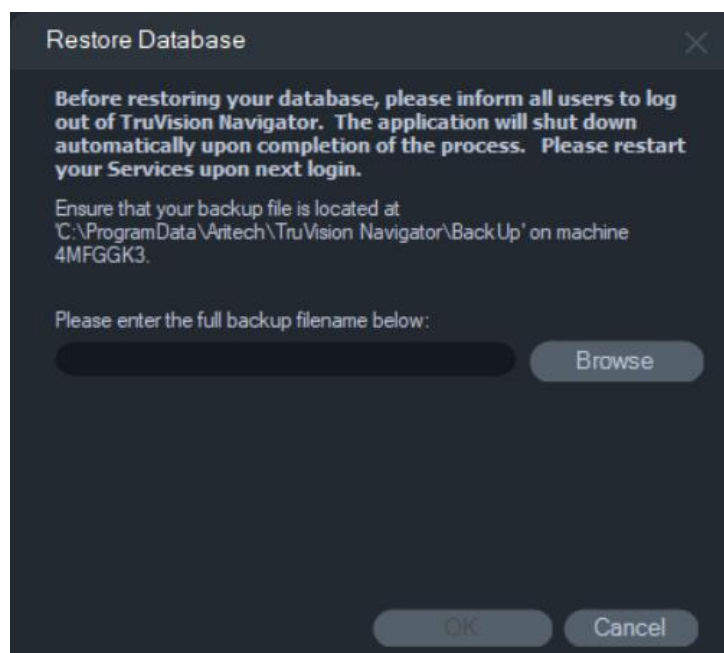 Restore Database
Before restoring your database, please inform all users to log
out of TruVision Navigator. The application will shut down
automatically upon completion of the process. Please restart
your Services upon next login.
Ensure that your backup file is located at
'C:\ProgramData\Aritech\TruVision Navigator\BackUp' on machine
4MFGGK3.
Please enter the full backup filename below:
Browse
OK Cancel